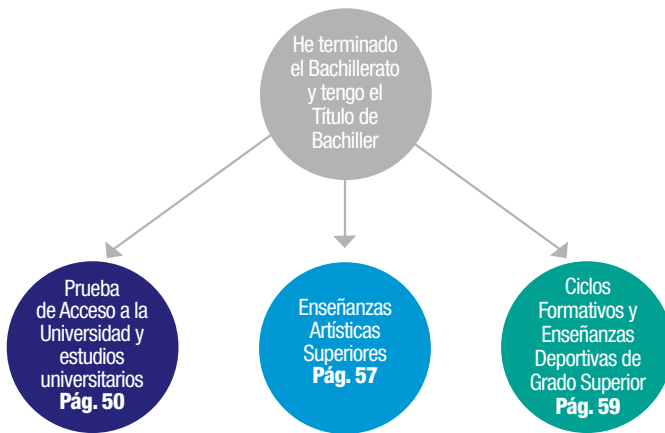 He terminado
el Bachillerato
y tengo el
Título de
Bachiller
Prueba
de Acceso a la
Universidad y
estudios
universitarios
Pág. 50
Enseñanzas
Artísticas
Superiores
Pág. 57
Ciclos
Formativos y
Enseñanzas
Deportivas de
Grado Superior
Pág. 59